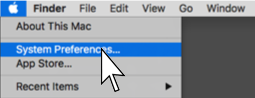 Finder File Edit View Go Window
About This Mac
System Preferences...
App Store...
Recent Items